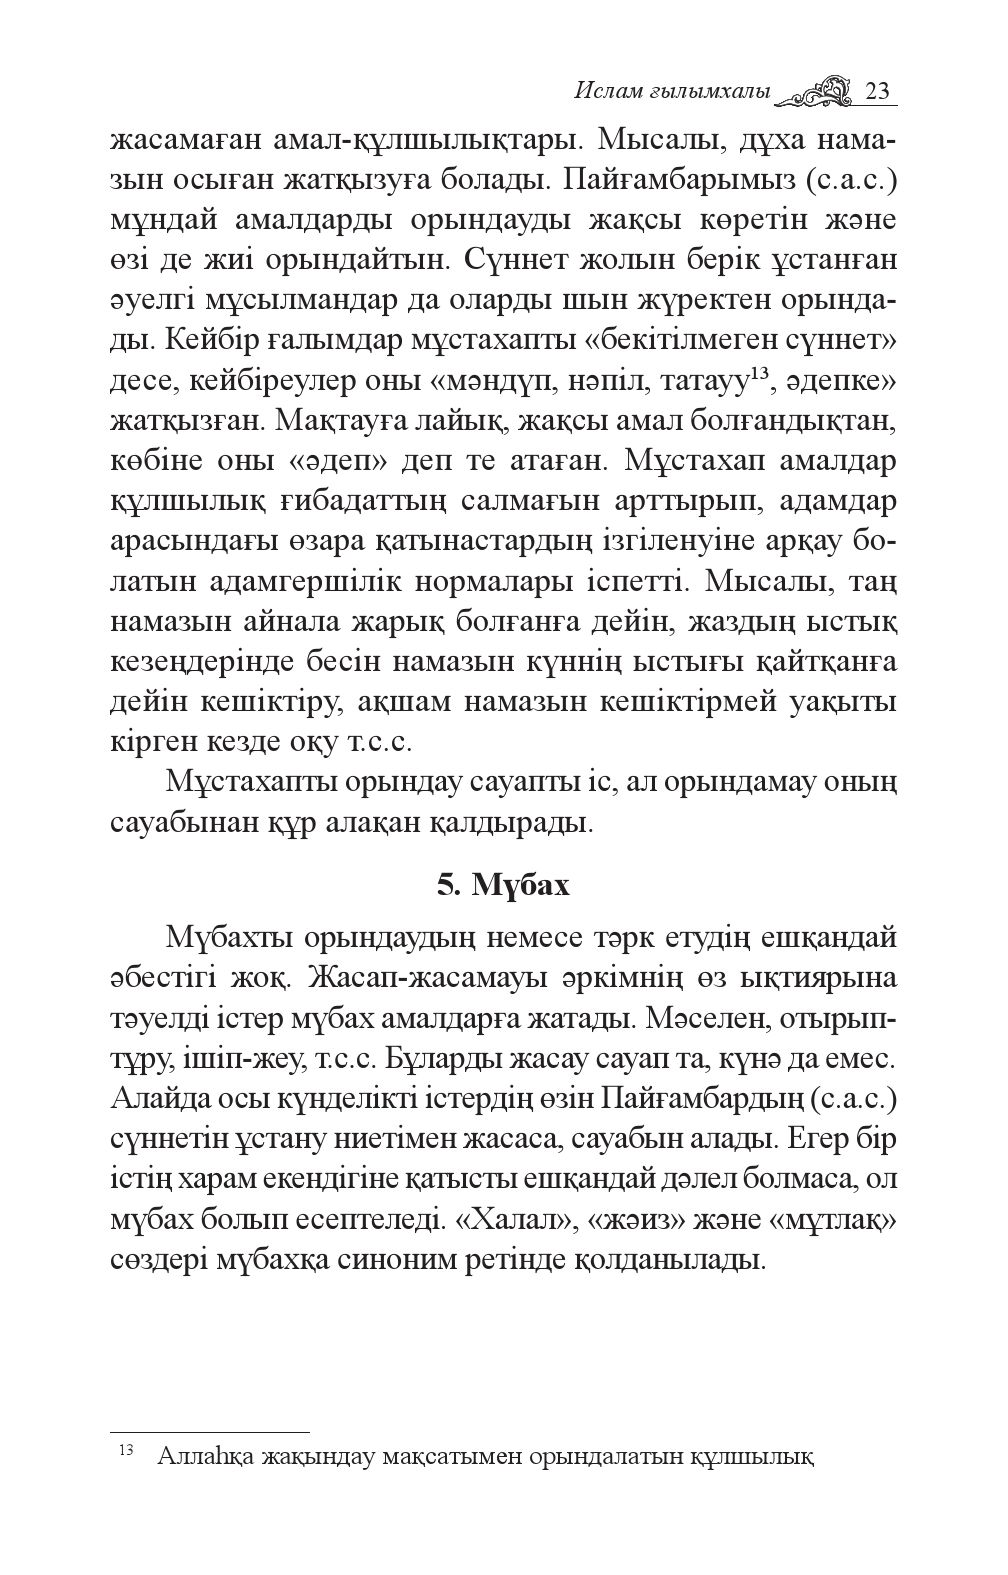 Ислам ғылымхалы 23
жасамаған амал-құлшылықтары. Мысалы, дұха нама-
зын осыған жатқызуға болады. Пайғамбарымыз (с.а.с.)
мұндай амалдарды орындауды жақсы көретін және
өзі де жиі орындайтын. Сүннет жолын берік ұстанған
әуелгі мұсылмандар да оларды шын жүректен орында-
ды. Кейбір ғалымдар мұстахапты «бекітілмеген сүннет»
десе, кейбіреулер оны «мәндүп, нәпіл, татауу¹³, әдепке»
жатқызған. Мақтауға лайық, жақсы амал болғандықтан,
көбіне оны «әдеп» деп те атаған. Мұстахап амалдар
құлшылық ғибадаттың салмағын арттырып, адамдар
арасындағы өзара қатынастардың ізгіленуіне арқау бо-
латын адамгершілік нормалары іспетті. Мысалы, таң
намазын айнала жарық болғанға дейін, жаздың ыстық
кезеңдерінде бесін намазын күннің ыстығы қайтқанға
дейін кешіктіру, ақшам намазын кешіктірмей уақыты
кірген кезде оқу т.с.с.
Мұстахапты орындау сауапты іс, ал орындамау оның
сауабынан құр алақан қалдырады.
5. Мүбах
Мүбахты орындаудың немесе тәрк етудің ешқандай
әбестігі жоқ. Жасап-жасамауы әркімнің өз ықтиярына
тәуелді істер мүбах амалдарға жатады. Мәселен, отырып-
тұру, ішіп-жеу, т.с.с. Бұларды жасау сауап та, күнә да емес.
Алайда осы күнделікті істердің өзін Пайғамбардың (с.а.с.)
сүннетін ұстану ниетімен жасаса, сауабын алады. Егер бір
істің харам екендігіне қатысты ешқандай дәлел болмаса, ол
мүбах болып есептеледі. «Халал», «жәиз» және «мұтлақ»
сөздері мүбахқа синоним ретінде қолданылады.
¹³ Аллаһқа жақындау мақсатымен орындалатын құлшылық